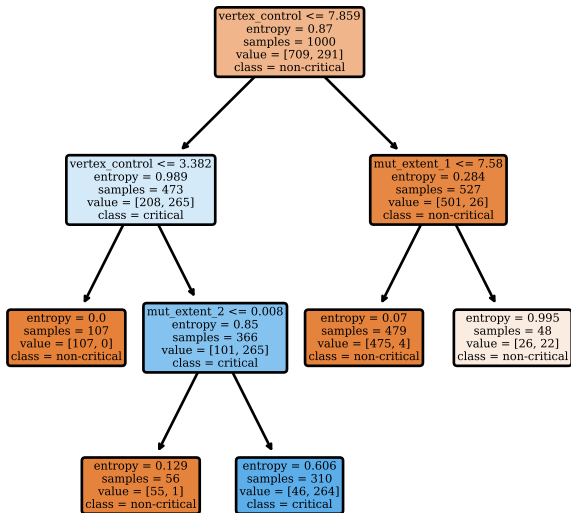 vertex_control <= 7.859
entropy = 0.87
samples = 1000
value = [709, 291]
class = non-critical
vertex_control <= 3.382
entropy = 0.989
samples = 473
value = [208, 265]
class = critical
mut_extent_1 <= 7.58
entropy = 0.284
samples = 527
value = [501, 26]
class = non-critical
entropy = 0.0
samples = 107
value = [107, 0]
class = non-critical
mut_extent_2 <= 0.008
entropy = 0.85
samples = 366
value = [101, 265]
class = critical
entropy = 0.07
samples = 479
value = [475, 4]
class = non-critical
entropy = 0.995
samples = 48
value = [26, 22]
class = non-critical
entropy = 0.129
samples = 56
value = [55, 1]
class = non-critical
entropy = 0.606
samples = 310
value = [46, 264]
class = critical